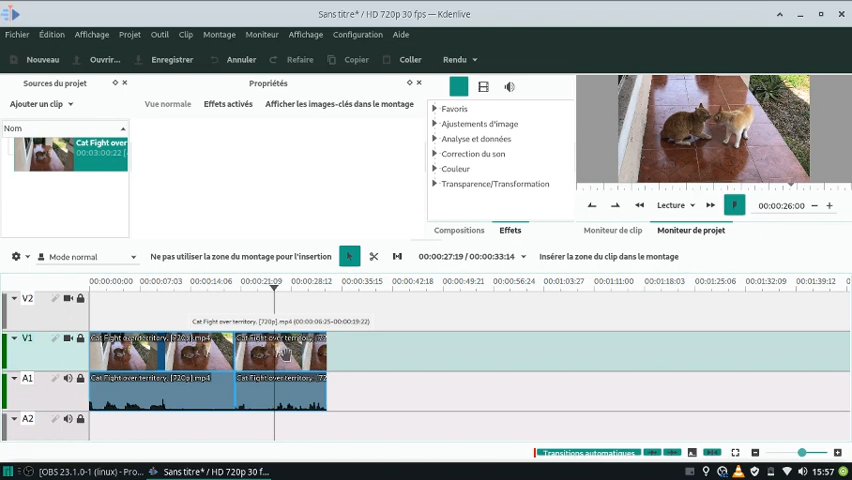 Sans titre* / HD 720p 30 fps - Kdenlive
Fichier Édition Affichage Projet Outil Clip Montage Moniteur Affichage Configuration Aide
Nouveau Ouvrir... Enregistrer Annuler Refaire Copier Coller Rendu
Sources du projet Propriétés
Ajouter un clip Vue normale Effets activés Afficher les images-clés dans le montage
Nom
Cat Fight over
00:03:00:22
Favoris
Ajustements d'image
Analyse et données
Correction du son
Couleur
Transparence/Transformation
Compositions Effets
Lecture 00:00:26:00
Moniteur de clip Moniteur de projet
Mode normal Ne pas utiliser la zone du montage pour l'insertion 00:00:27:19 / 00:00:33:14 Insérer la zone du clip dans le montage
00:00:00:00 00:00:07:03 00:00:14:06 00:00:21:09 00:00:28:12 00:00:35:15 00:00:42:18 00:00:49:21 00:00:56:24 00:01:03:27 00:01:11:00 00:01:18:03 00:01:25:06 00:01:32:09 00:01:39:12
V2
Cat Fight over territory. [720p].mp4 (00:00:06:25-00:00:19:22)
V1
Cat Fight over territory. [720p].mp4 Cat Fight over territory. [72
A1
Cat Fight over territory. [720p].mp4 Cat Fight over territory. [72
A2
Transitions automatiques
[OBS 23.1.0-1 (linux) - Pro... Sans titre* / HD 720p 30 f... 15:57